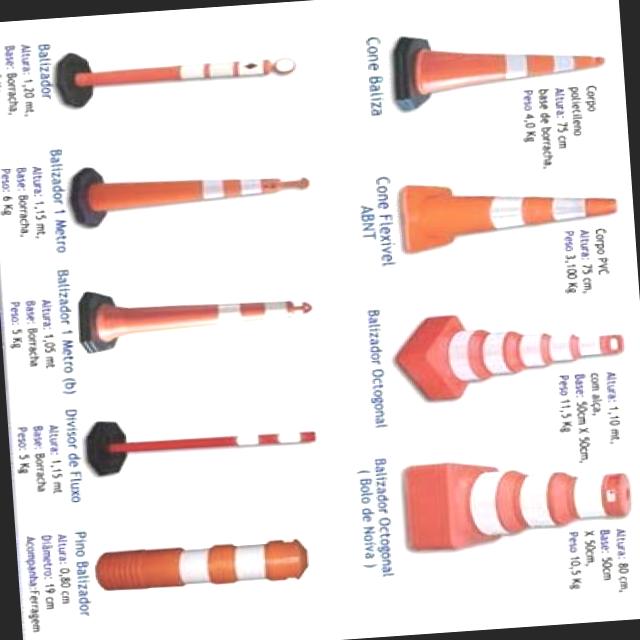 Cone Baliza
Corpo
polietileno
Altura: 75 cm
base de borracha,
Peso 4,0 Kg
Cone Flexivel
ABNT
Corpo PVC
Altura: 75 cm,
Peso 3,100 Kg
Balizador Octogonal
Altura: 1,10 mt,
com alça,
Base: 50cm X 50cm,
Peso 11,5 Kg
Balizador Octogonal
( Bolo de Noiva )
Altura: 80 cm,
Base: 50cm
X 50cm,
Peso 10,5 Kg
Balizador
Altura: 1,20 mt,
Base: Borracha,
Balizador 1 Metro
Altura: 1,15 mt,
Base: Borracha,
Peso: 6 Kg
Balizador 1 Metro (b)
Altura: 1,05 mt
Base: Borracha
Peso: 5 Kg
Divisor de Fluxo
Altura: 1,15 mt
Base: Borracha
Peso: 5 Kg
Pino Balizador
Altura: 0,80 cm
Diâmetro: 19 cm
Acompanha:Ferragem